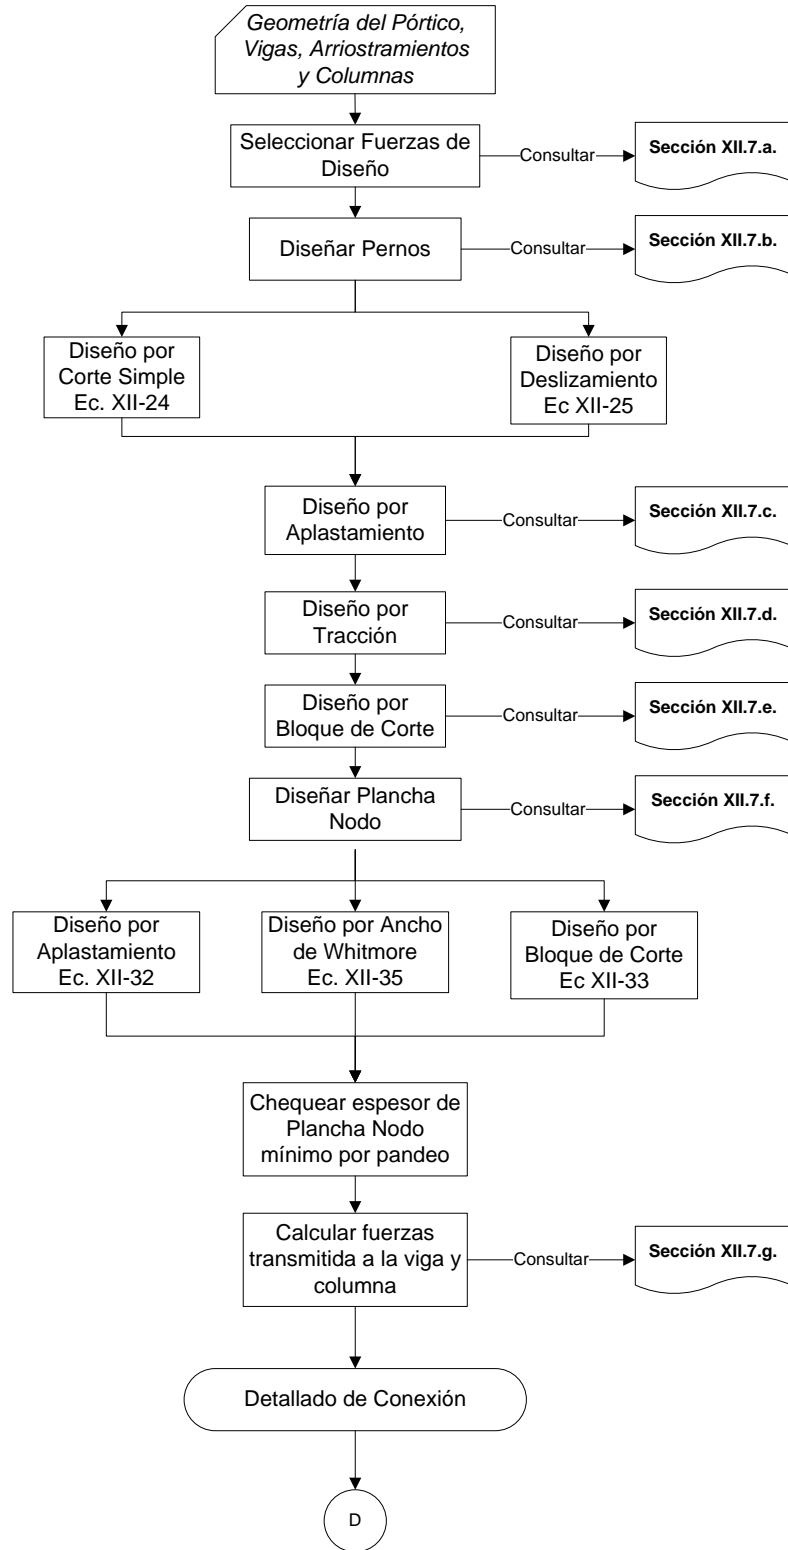 Geometría del Pórtico,
Vigas, Arriostramientos
y Columnas
Seleccionar Fuerzas de
Diseño
Consultar
Sección XII.7.a.
Diseñar Pernos
Consultar
Sección XII.7.b.
Diseño por
Corte Simple
Ec. XII-24
Diseño por
Deslizamiento
Ec XII-25
Diseño por
Aplastamiento
Consultar
Sección XII.7.c.
Diseño por
Tracción
Consultar
Sección XII.7.d.
Diseño por
Bloque de Corte
Consultar
Sección XII.7.e.
Diseñar Plancha
Nodo
Consultar
Sección XII.7.f.
Diseño por
Aplastamiento
Ec. XII-32
Diseño por Ancho
de Whitmore
Ec. XII-35
Diseño por
Bloque de Corte
Ec XII-33
Chequear espesor de
Plancha Nodo
mínimo por pandeo
Calcular fuerzas
transmitida a la viga y
columna
Consultar
Sección XII.7.g.
Detallado de Conexión
D